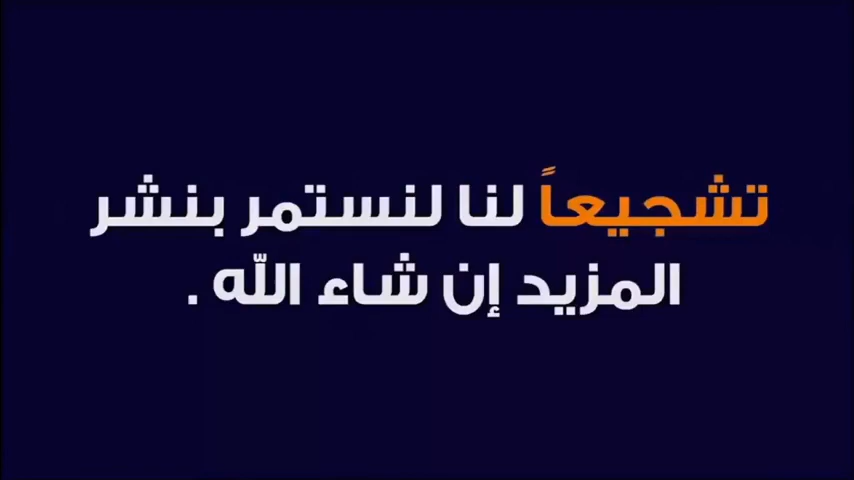 تشجيعاً لنا لنستمر بنشر
المزيد إن شاء الله .